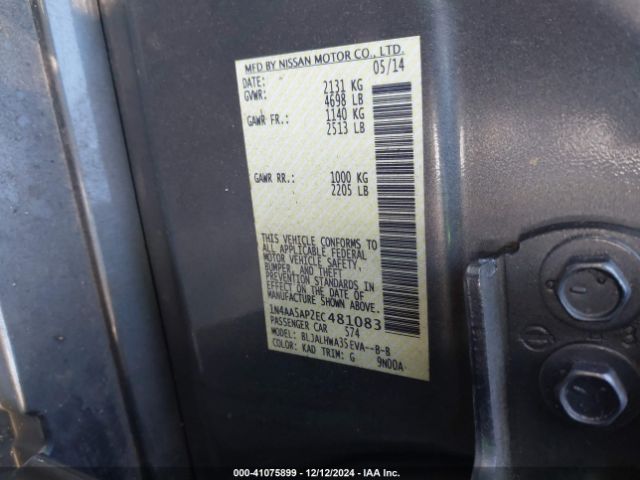 MFD BY NISSAN MOTOR CO., LTD.
DATE: 05/14
GVWR: 2131 KG
4698 LB
GAWR FR.: 1140 KG
2513 LB
GAWR RR.: 1000 KG
2205 LB
THIS VEHICLE CONFORMS TO
ALL APPLICABLE FEDERAL
MOTOR VEHICLE SAFETY,
BUMPER, AND THEFT
PREVENTION STANDARDS IN
EFFECT ON THE DATE OF
MANUFACTURE SHOWN ABOVE.
1N4AA5AP2EC481083
PASSENGER CAR 574
MODEL: BLJALHWA35EVA--B-B
COLOR: KAD TRIM: G 9N00A
000-41075899 - 12/12/2024 - IAA Inc.